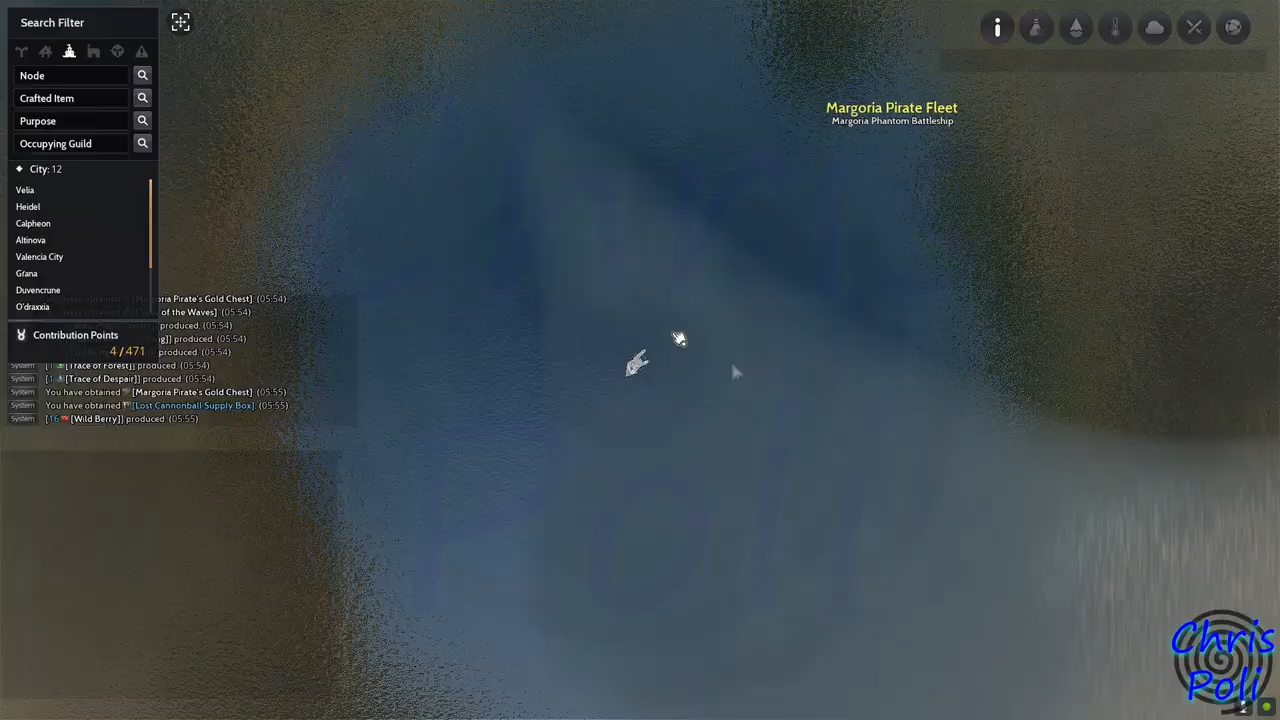 Search Filter
Node
Crafted Item
Purpose
Occupying Guild
City: 12
Velia
Heidel
Calpheon
Altinova
Valencia City
Grána
Duvencrune
O'draxxia
Contribution Points
4 / 471
Margoria Pirate Fleet
Margoria Phantom Battleship
have obtained [Margoria Pirate's Gold Chest]. (05:54)
of the Waves]. (05:54)
produced. (05:54)
produced. (05:54)
produced. (05:54)
[Trace of Forest]] produced. (05:54)
System [1 [Trace of Despair]] produced. (05:54)
System You have obtained [Margoria Pirate's Gold Chest]. (05:55)
System You have obtained [Lost Cannonball Supply Box]. (05:55)
System [16 [Wild Berry]] produced. (05:55)
Chris
Poli